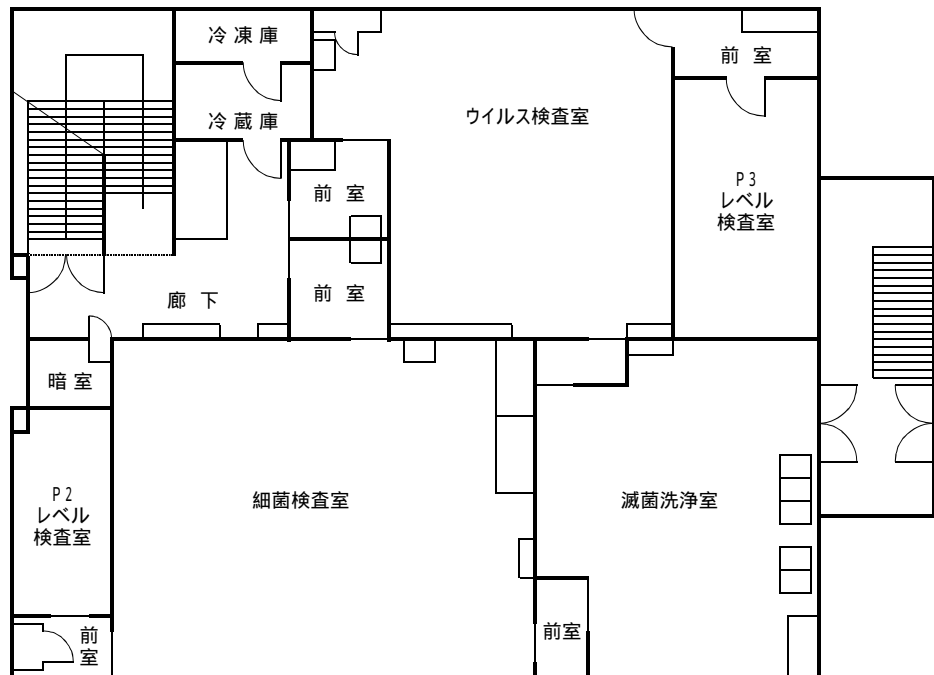 冷凍庫
前室
冷蔵庫
ウイルス検査室
P3
レベル
検査室
前室
前室
廊下
暗室
P2
レベル
検査室
細菌検査室
滅菌洗浄室
前室
前
室